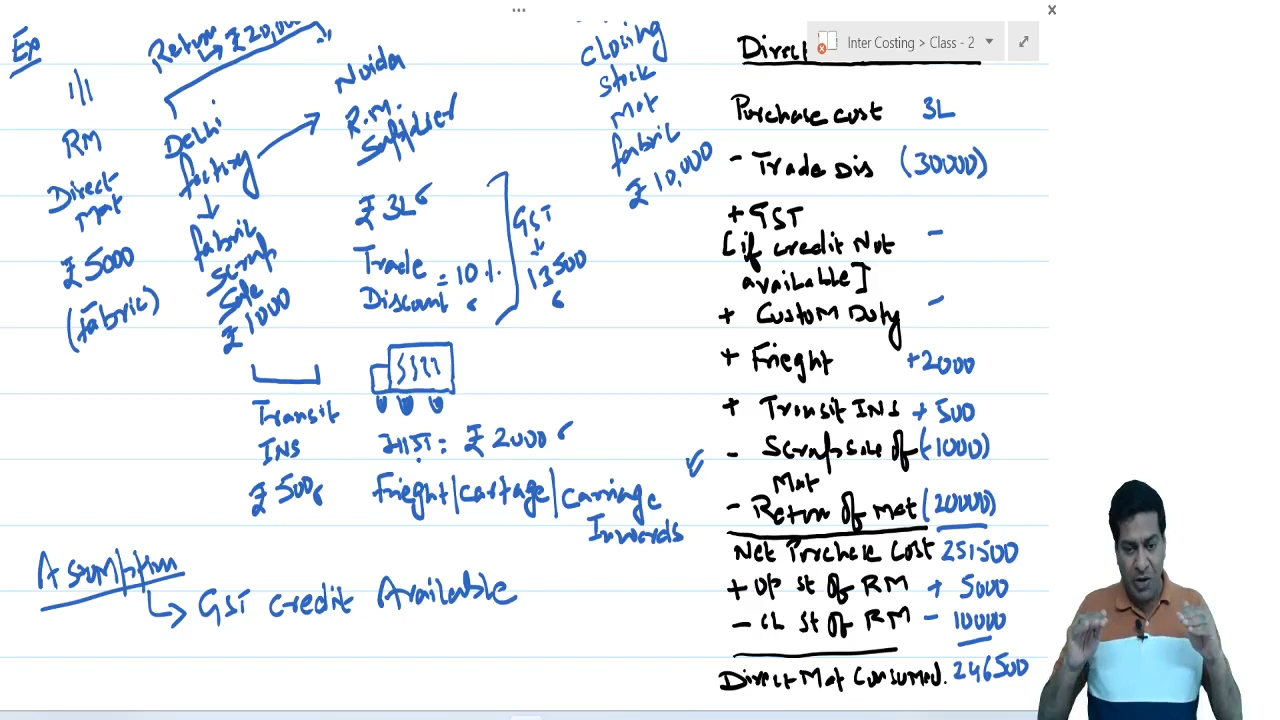 Ex
1/1
RM
Direct
Mat
₹5000
(fabric)
Return
↳ ₹20,000
Delhi
factory
↓
fabric
Scrap
Sale
₹1000
Noida
R.M.
Supplier
₹3L
Trade
Discount = 10%
GST
↓
13500
closing
stock
Mat
fabric
₹10,000
Transit
INS
₹500
भाड़ा: ₹2000
Frieght/cartage/carriage
Inwards
Asumption
↳ GST credit Available
...
×
Inter Costing > Class - 2
Direct
Purchase cost 3L
- Trade Dis (30000)
+ GST
[if credit Not -
available]
+ Custom Duty -
+ Frieght +2000
+ Transit INS +500
- Scrap sale of (-1000)
Mat
- Return of Mat (20000)
Net Purchase Cost 251500
+ Op St of RM + 5000
- Cl St of RM - 10000
Direct Mat Consumed. 246500